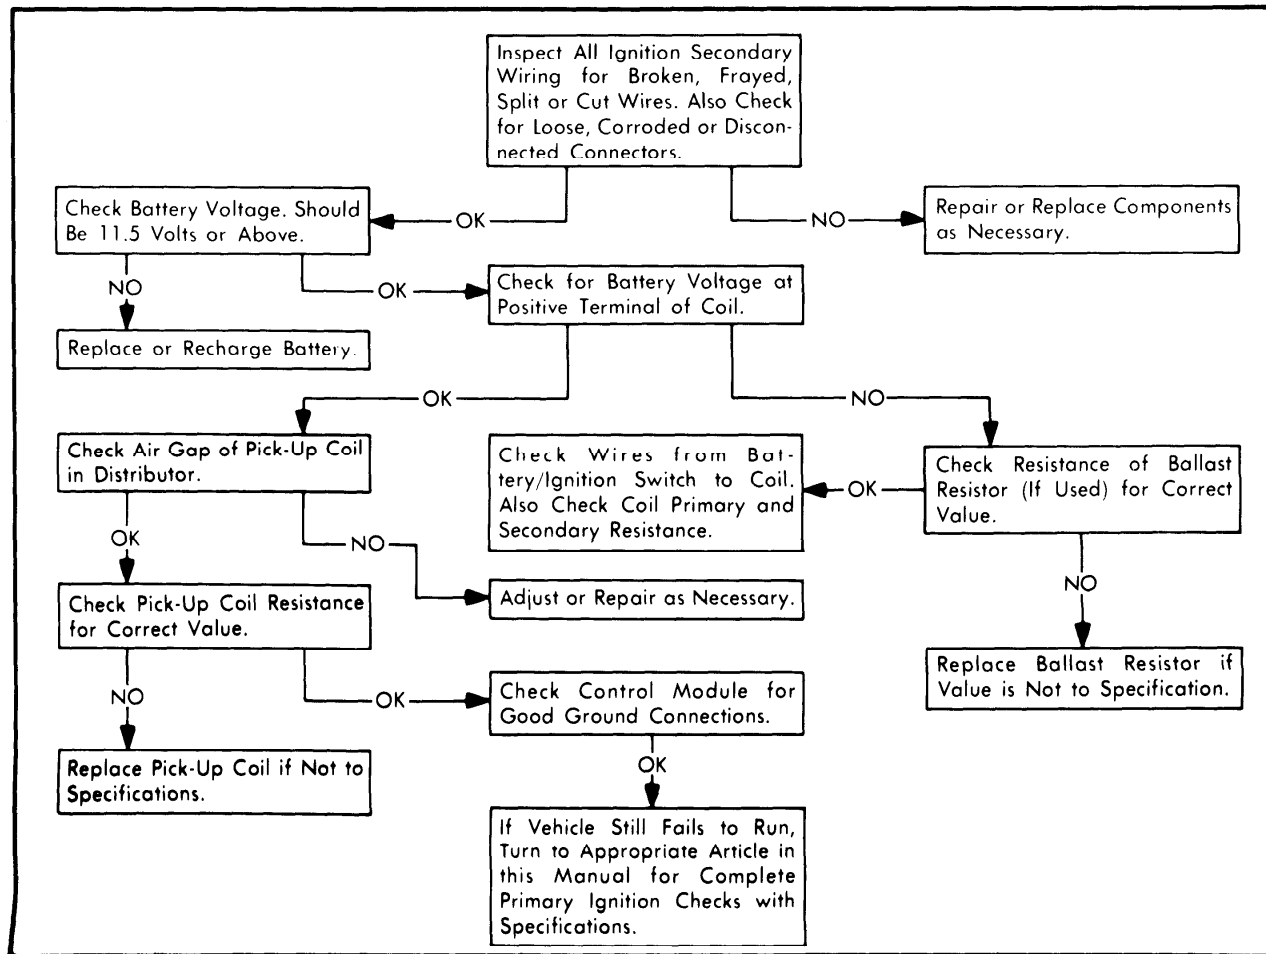 Inspect All Ignition Secondary
Wiring for Broken, Frayed,
Split or Cut Wires. Also Check
for Loose, Corroded or Discon-
nected Connectors.
Check Battery Voltage. Should
Be 11.5 Volts or Above.
OK
NO
Repair or Replace Components
as Necessary.
NO
OK
Check for Battery Voltage at
Positive Terminal of Coil.
Replace or Recharge Battery.
OK
NO
Check Air Gap of Pick-Up Coil
in Distributor.
Check Wires from Bat-
tery/Ignition Switch to Coil.
Also Check Coil Primary and
Secondary Resistance.
OK
Check Resistance of Ballast
Resistor (If Used) for Correct
Value.
OK
NO
NO
Check Pick-Up Coil Resistance
for Correct Value.
Adjust or Repair as Necessary.
NO
OK
Check Control Module for
Good Ground Connections.
Replace Ballast Resistor if
Value is Not to Specification.
Replace Pick-Up Coil if Not to
Specifications.
OK
If Vehicle Still Fails to Run,
Turn to Appropriate Article in
this Manual for Complete
Primary Ignition Checks with
Specifications.